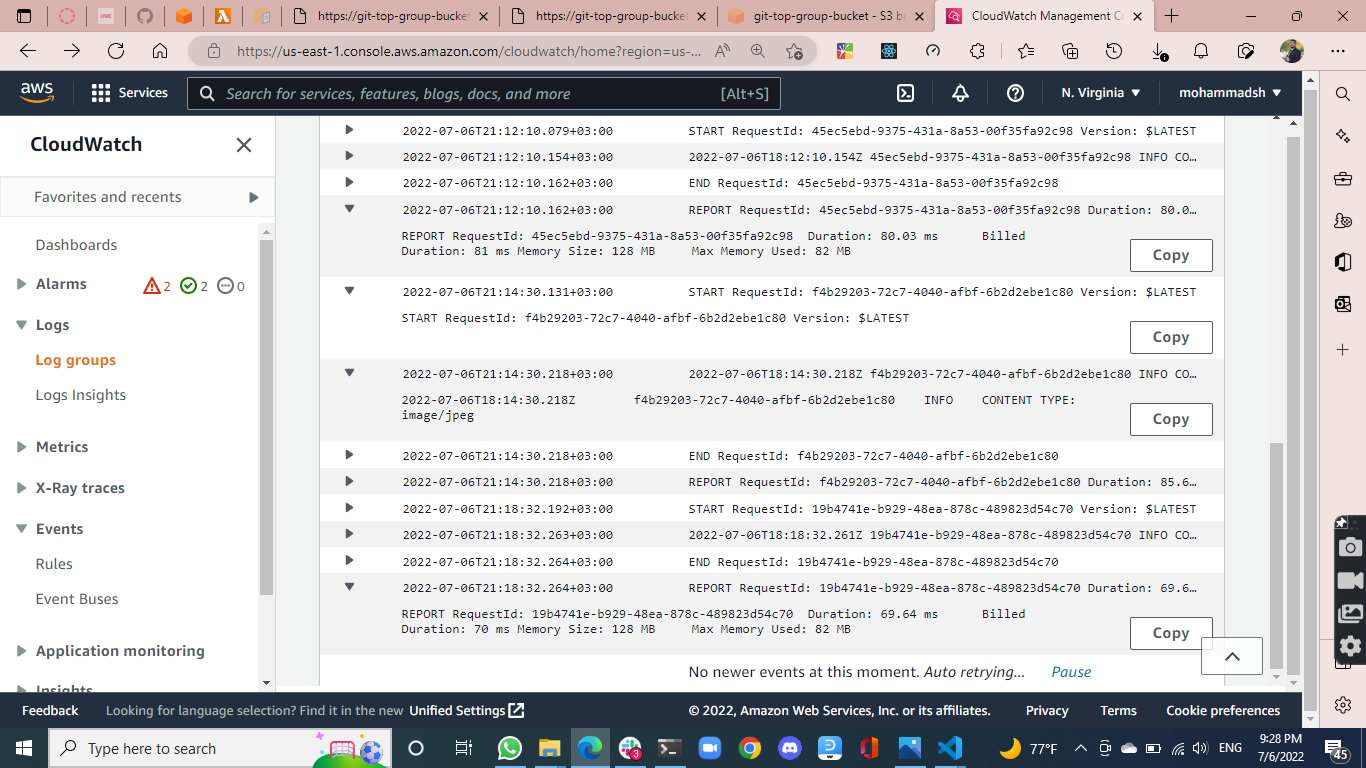 https://git-top-group-bucket
https://git-top-group-bucket
git-top-group-bucket - S3 bu
CloudWatch Management Co
https://us-east-1.console.aws.amazon.com/cloudwatch/home?region=us-...
aws
Services
Search for services, features, blogs, docs, and more
[Alt+S]
N. Virginia
mohammadsh
CloudWatch
Favorites and recents
Dashboards
Alarms
2
2
0
Logs
Log groups
Logs Insights
Metrics
X-Ray traces
Events
Rules
Event Buses
Application monitoring
Insights
2022-07-06T21:12:10.079+03:00 START RequestId: 45ec5ebd-9375-431a-8a53-00f35fa92c98 Version: $LATEST
2022-07-06T21:12:10.154+03:00 2022-07-06T18:12:10.154Z 45ec5ebd-9375-431a-8a53-00f35fa92c98 INFO CO…
2022-07-06T21:12:10.162+03:00 END RequestId: 45ec5ebd-9375-431a-8a53-00f35fa92c98
2022-07-06T21:12:10.162+03:00 REPORT RequestId: 45ec5ebd-9375-431a-8a53-00f35fa92c98 Duration: 80.0…
REPORT RequestId: 45ec5ebd-9375-431a-8a53-00f35fa92c98 Duration: 80.03 ms Billed
Duration: 81 ms Memory Size: 128 MB Max Memory Used: 82 MB
Copy
2022-07-06T21:14:30.131+03:00 START RequestId: f4b29203-72c7-4040-afbf-6b2d2ebe1c80 Version: $LATEST
START RequestId: f4b29203-72c7-4040-afbf-6b2d2ebe1c80 Version: $LATEST
Copy
2022-07-06T21:14:30.218+03:00 2022-07-06T18:14:30.218Z f4b29203-72c7-4040-afbf-6b2d2ebe1c80 INFO CO…
2022-07-06T18:14:30.218Z f4b29203-72c7-4040-afbf-6b2d2ebe1c80 INFO CONTENT TYPE:
image/jpeg
Copy
2022-07-06T21:14:30.218+03:00 END RequestId: f4b29203-72c7-4040-afbf-6b2d2ebe1c80
2022-07-06T21:14:30.218+03:00 REPORT RequestId: f4b29203-72c7-4040-afbf-6b2d2ebe1c80 Duration: 85.6…
2022-07-06T21:18:32.192+03:00 START RequestId: 19b4741e-b929-48ea-878c-489823d54c70 Version: $LATEST
2022-07-06T21:18:32.263+03:00 2022-07-06T18:18:32.261Z 19b4741e-b929-48ea-878c-489823d54c70 INFO CO…
2022-07-06T21:18:32.264+03:00 END RequestId: 19b4741e-b929-48ea-878c-489823d54c70
2022-07-06T21:18:32.264+03:00 REPORT RequestId: 19b4741e-b929-48ea-878c-489823d54c70 Duration: 69.6…
REPORT RequestId: 19b4741e-b929-48ea-878c-489823d54c70 Duration: 69.64 ms Billed
Duration: 70 ms Memory Size: 128 MB Max Memory Used: 82 MB
Copy
No newer events at this moment. Auto retrying... Pause
Feedback
Looking for language selection? Find it in the new Unified Settings
© 2022, Amazon Web Services, Inc. or its affiliates.
Privacy
Terms
Cookie preferences
Type here to search
3
77°F
ENG
9:28 PM
7/6/2022
45